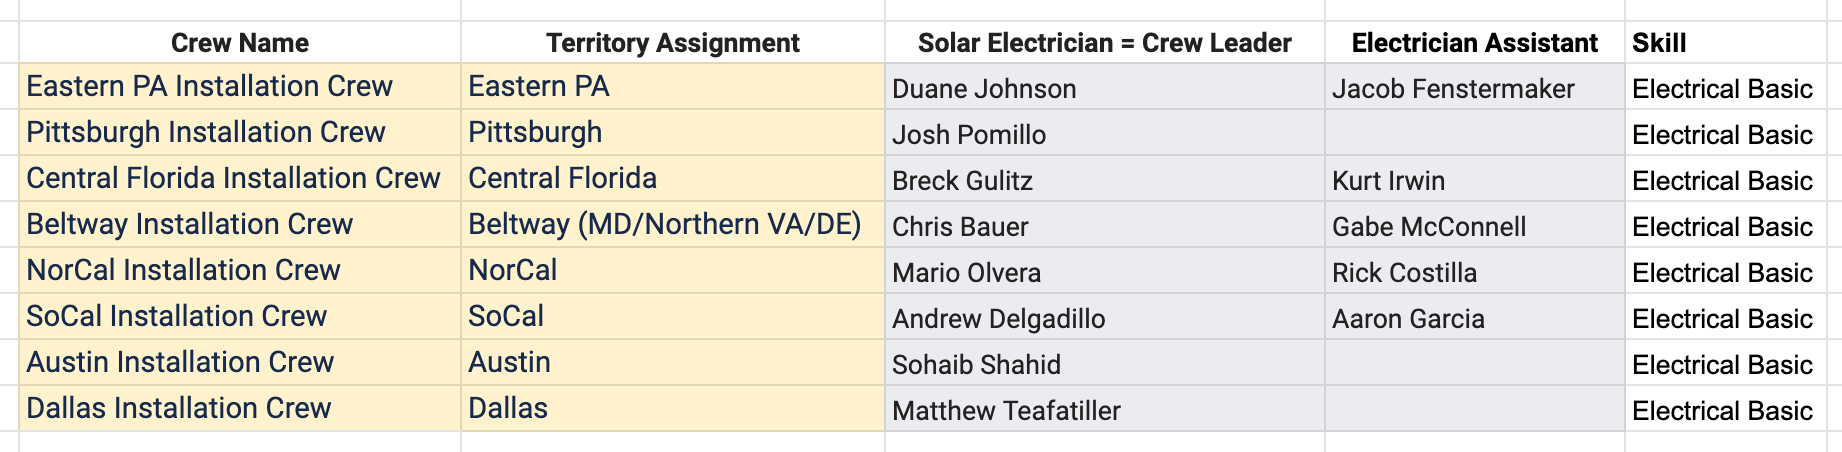 Crew Name Territory Assignment Solar Electrician = Crew Leader Electrician Assistant Skill
Eastern PA Installation Crew Eastern PA Duane Johnson Jacob Fenstermaker Electrical Basic
Pittsburgh Installation Crew Pittsburgh Josh Pomillo Electrical Basic
Central Florida Installation Crew Central Florida Breck Gulitz Kurt Irwin Electrical Basic
Beltway Installation Crew Beltway (MD/Northern VA/DE) Chris Bauer Gabe McConnell Electrical Basic
NorCal Installation Crew NorCal Mario Olvera Rick Costilla Electrical Basic
SoCal Installation Crew SoCal Andrew Delgadillo Aaron Garcia Electrical Basic
Austin Installation Crew Austin Sohaib Shahid Electrical Basic
Dallas Installation Crew Dallas Matthew Teafatiller Electrical Basic